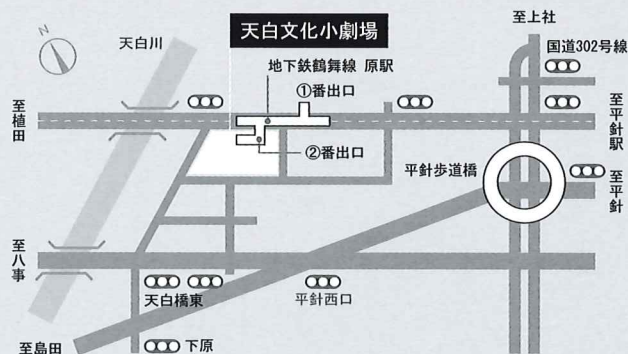 N
天白川
天白文化小劇場
至上社
国道302号線
地下鉄鶴舞線 原駅
①番出口
至植田
至平針駅
②番出口
平針歩道橋
至平針
至八事
天白橋東
平針西口
至島田
下原